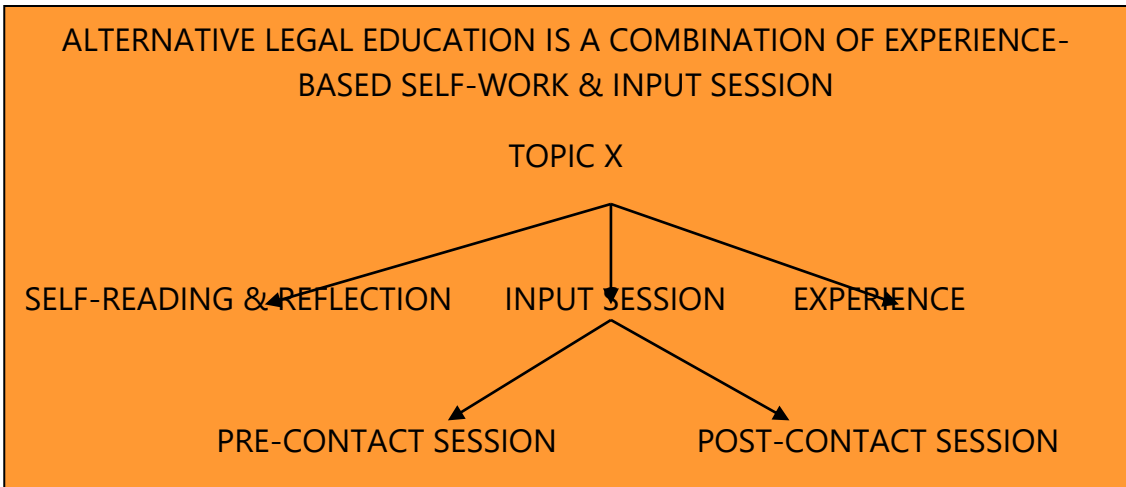 ALTERNATIVE LEGAL EDUCATION IS A COMBINATION OF EXPERIENCE-
BASED SELF-WORK & INPUT SESSION
TOPIC X
SELF-READING & REFLECTION INPUT SESSION EXPERIENCE
PRE-CONTACT SESSION POST-CONTACT SESSION